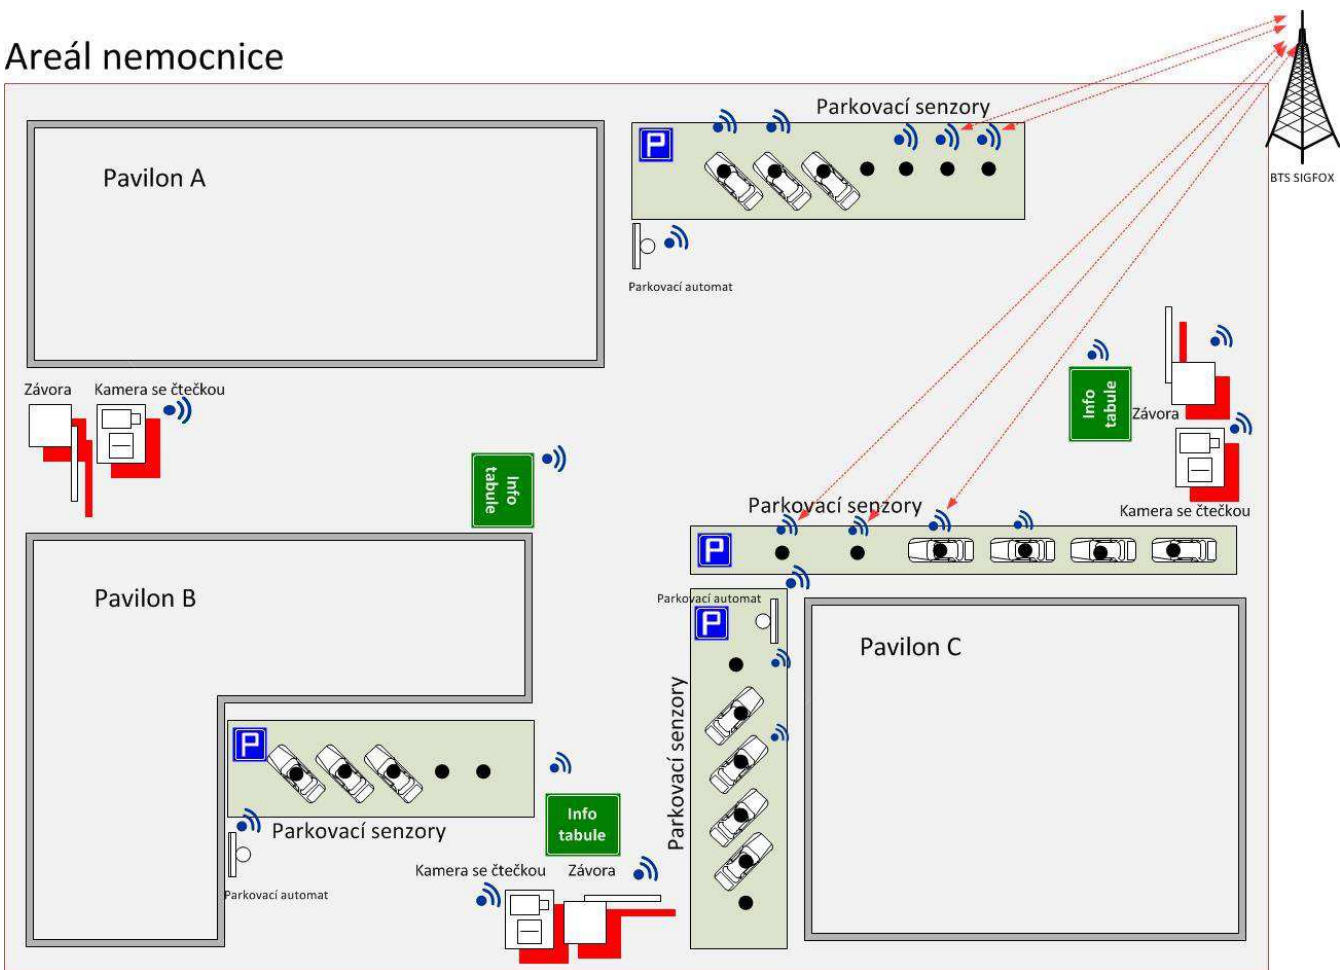 Areál nemocnice
Parkovací senzory
P
BTS SIGFOX
Pavilon A
Parkovací automat
Závora
Kamera se čtečkou
Info
tabule
Závora
Info
tabule
Parkovací senzory
Kamera se čtečkou
P
Pavilon B
Parkovací automat
P
Pavilon C
Parkovací senzory
P
Info
tabule
Parkovací senzory
Kamera se čtečkou
Závora
Parkovací automat